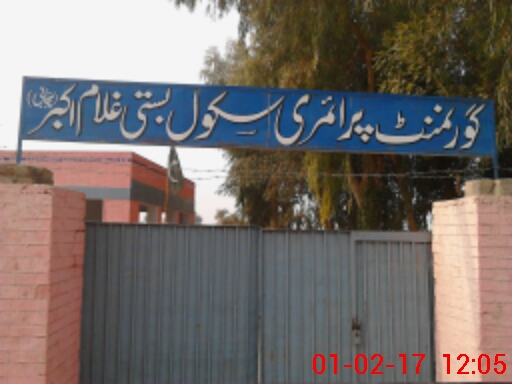 گورنمنٹ پرائمری سکول بستی غلام اکبر
01-02-17 12:05